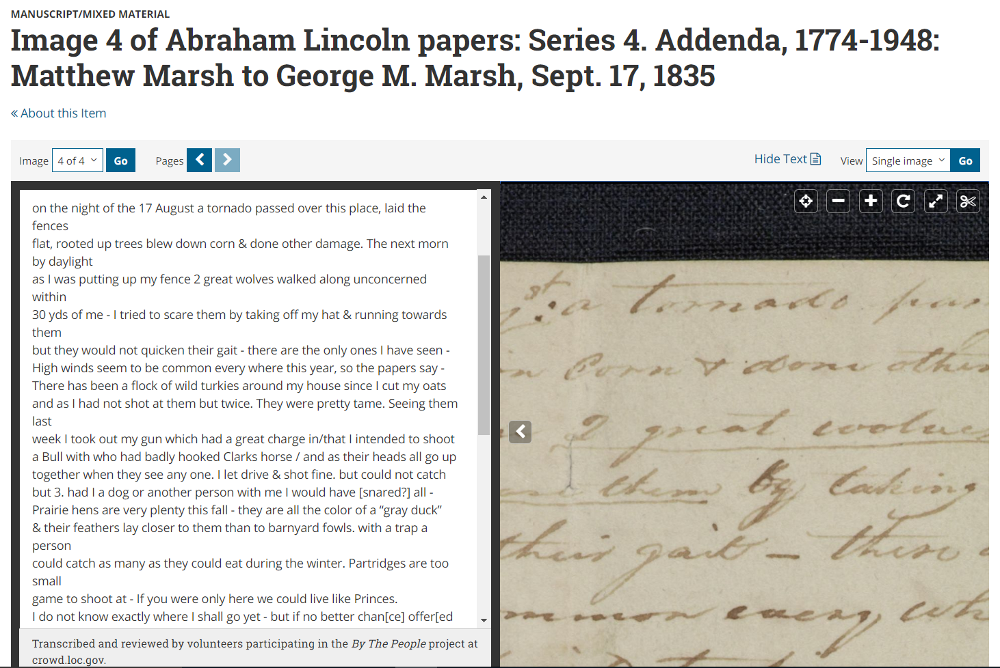 MANUSCRIPT/MIXED MATERIAL
Image 4 of Abraham Lincoln papers: Series 4. Addenda, 1774-1948:
Matthew Marsh to George M. Marsh, Sept. 17, 1835
« About this Item
Image 4 of 4 Go Pages Hide Text View Single image Go
on the night of the 17 August a tornado passed over this place, laid the
fences
flat, rooted up trees blew down corn & done other damage. The next morn
by daylight
as I was putting up my fence 2 great wolves walked along unconcerned
within
30 yds of me - I tried to scare them by taking off my hat & running towards
them
but they would not quicken their gait - there are the only ones I have seen -
High winds seem to be common every where this year, so the papers say -
There has been a flock of wild turkies around my house since I cut my oats
and as I had not shot at them but twice. They were pretty tame. Seeing them
last
week I took out my gun which had a great charge in/that I intended to shoot
a Bull with who had badly hooked Clarks horse / and as their heads all go up
together when they see any one. I let drive & shot fine. but could not catch
but 3. had I a dog or another person with me I would have [snared?] all -
Prairie hens are very plenty this fall - they are all the color of a “gray duck”
& their feathers lay closer to them than to barnyard fowls. with a trap a
person
could catch as many as they could eat during the winter. Partridges are too
small
game to shoot at - If you were only here we could live like Princes.
I do not know exactly where I shall go yet - but if no better chan[ce] offer[ed
Transcribed and reviewed by volunteers participating in the By The People project at
crowd.loc.gov.
a tornado pas
n Corn & done other
2 great wolves
them by taking
their gait - these
mmon every wh